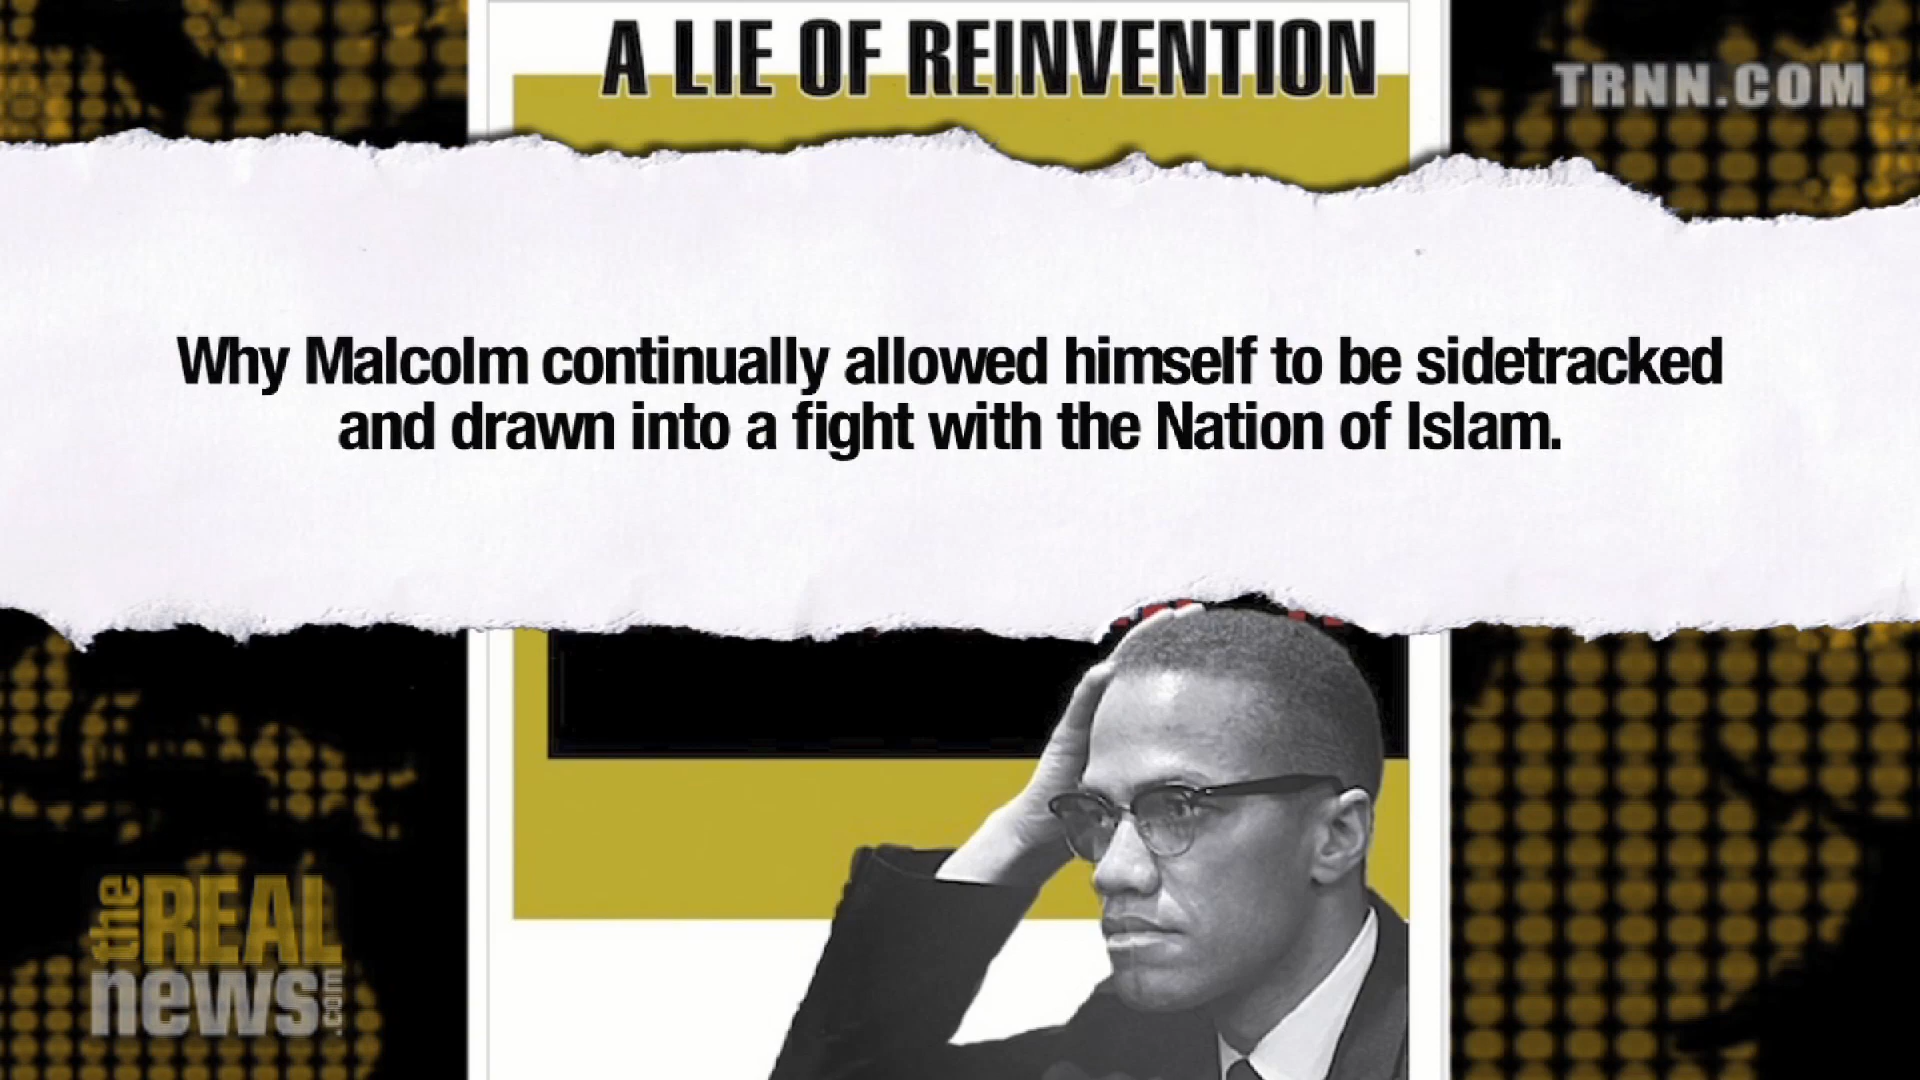 A LIE OF REINVENTION
TRNN.COM
Why Malcolm continually allowed himself to be sidetracked
and drawn into a fight with the Nation of Islam.
the REAL
news.com